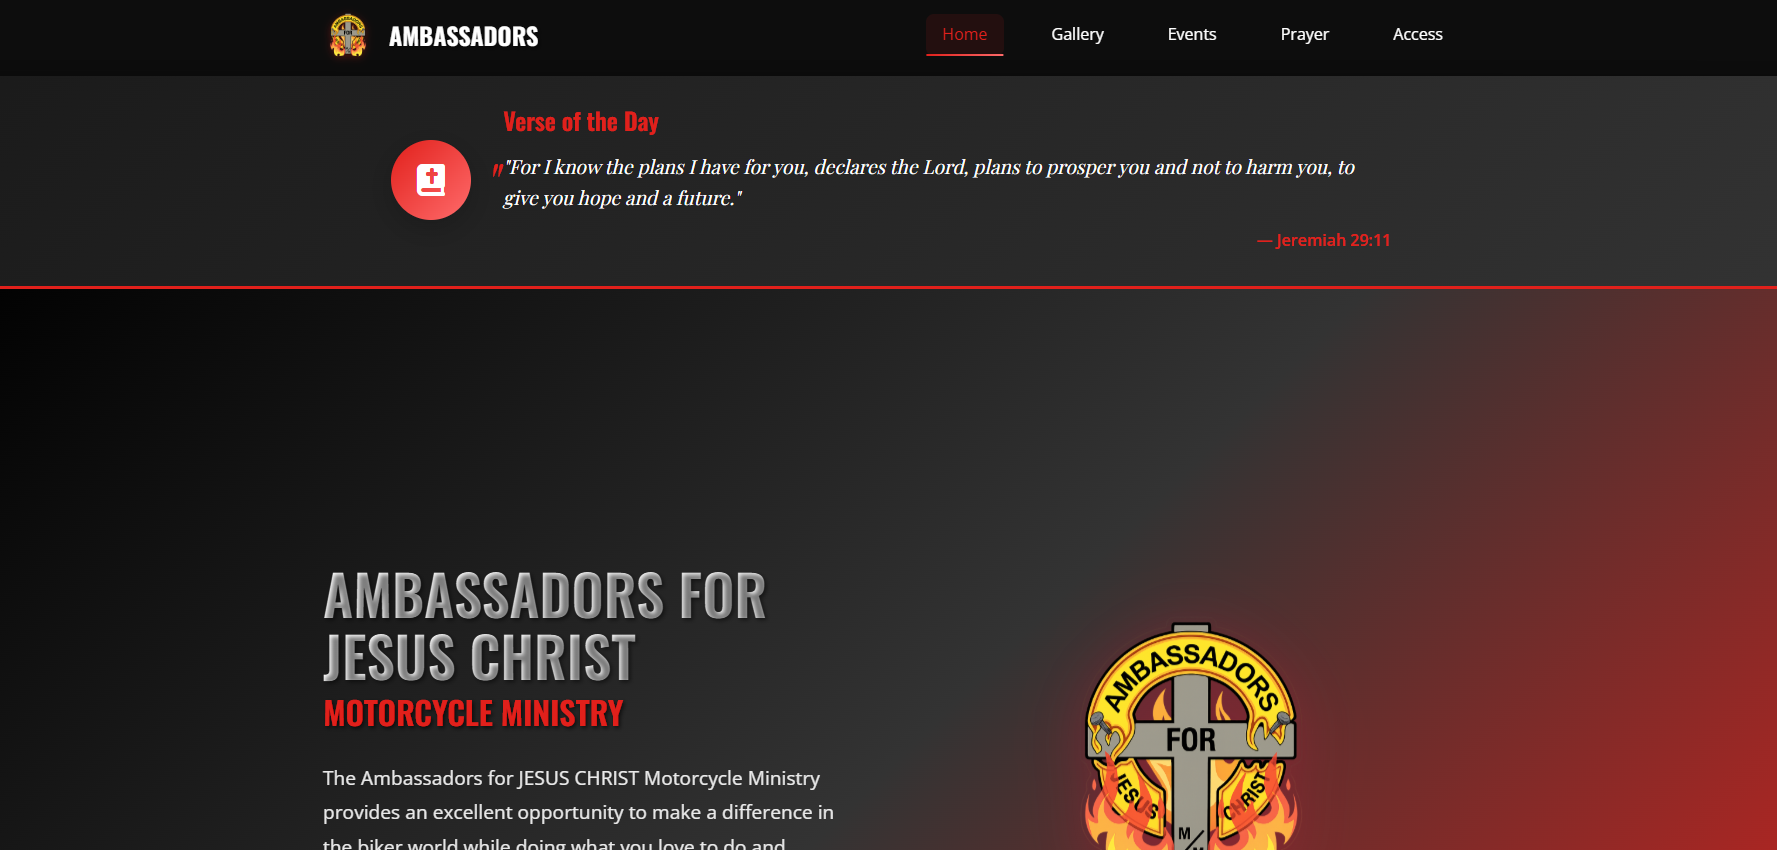 AMBASSADORS
FOR
AMBASSADORS
Home
Gallery
Events
Prayer
Access
Verse of the Day
" "For I know the plans I have for you, declares the Lord, plans to prosper you and not to harm you, to
give you hope and a future."
— Jeremiah 29:11
AMBASSADORS FOR
JESUS CHRIST
MOTORCYCLE MINISTRY
The Ambassadors for JESUS CHRIST Motorcycle Ministry
provides an excellent opportunity to make a difference in
the biker world while doing what you love to do and
AMBASSADORS
FOR
JESUS CHRIST
M/